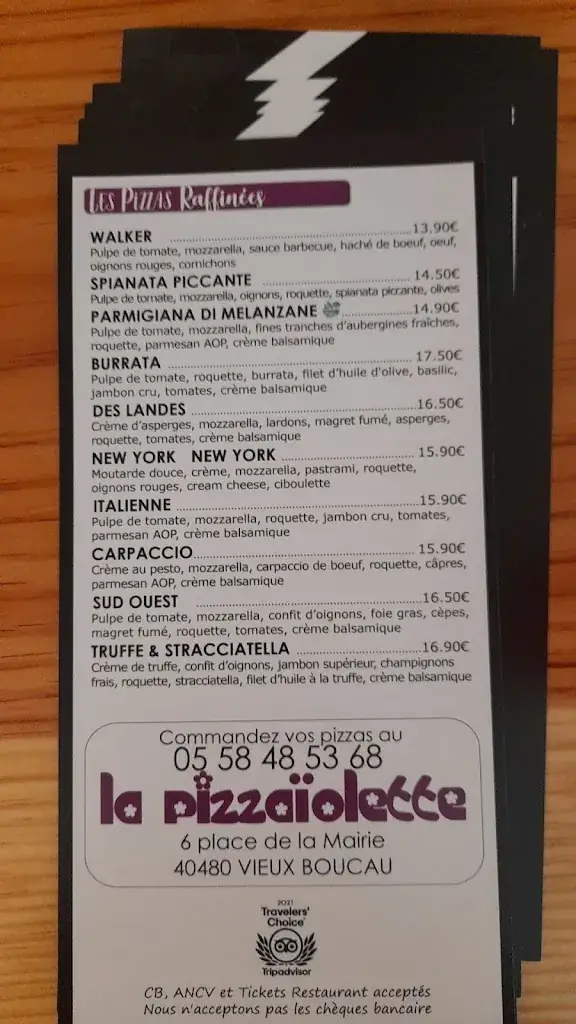 Les Pizzas Raffinées
WALKER ........ 13.90€
Pulpe de tomate, mozzarella, sauce barbecue, haché de boeuf, oeuf,
oignons rouges, cornichons
SPIANATA PICCANTE ........ 14.50€
Pulpe de tomate, mozzarella, oignons, roquette, spianata piccante, olives
PARMIGIANA DI MELANZANE ........ 14.90€
Pulpe de tomate, mozzarella, fines tranches d'aubergines fraîches,
roquette, parmesan AOP, crème balsamique
BURRATA ........ 17.50€
Pulpe de tomate, roquette, burrata, filet d'huile d'olive, basilic,
jambon cru, tomates, crème balsamique
DES LANDES ........ 16.50€
Crème d'asperges, mozzarella, lardons, magret fumé, asperges,
roquette, tomates, crème balsamique
NEW YORK NEW YORK ........ 15.90€
Moutarde douce, crème, mozzarella, pastrami, roquette,
oignons rouges, cream cheese, ciboulette
ITALIENNE ........ 15.90€
Pulpe de tomate, mozzarella, roquette, jambon cru, tomates,
parmesan AOP, crème balsamique
CARPACCIO ........ 15.90€
Crème au pesto, mozzarella, carpaccio de boeuf, roquette, câpres,
parmesan AOP, crème balsamique
SUD OUEST ........ 16.50€
Pulpe de tomate, mozzarella, confit d'oignons, foie gras, cèpes,
magret fumé, roquette, tomates, crème balsamique
TRUFFE & STRACCIATELLA ........ 16.90€
Crème de truffe, confit d'oignons, jambon supérieur, champignons
frais, roquette, stracciatella, filet d'huile à la truffe, crème balsamique
Commandez vos pizzas au
05 58 48 53 68
la pizzaïolette
6 place de la Mairie
40480 VIEUX BOUCAU
2021
Travelers'
Choice
Tripadvisor
CB, ANCV et Tickets Restaurant acceptés
Nous n'acceptons pas les chèques bancaire